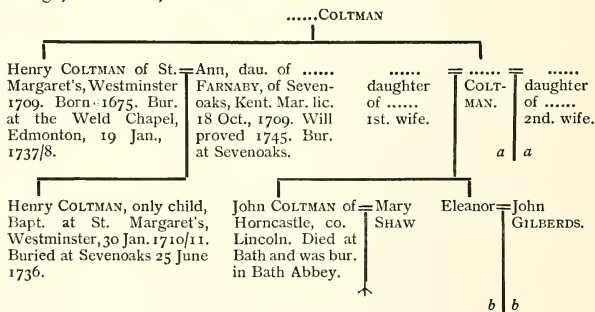 ......COLTMAN
Henry COLTMAN of St.
Margaret's, Westminster
1709. Born 1675. Bur.
at the Weld Chapel,
Edmonton, 19 Jan.,
1737/8.
= Ann, dau. of ......
FARNABY, of Seven-
oaks, Kent. Mar. lic.
18 Oct., 1709. Will
proved 1745. Bur.
at Sevenoaks.
......
daughter
of ......
1st. wife.
= ...... =
COLT-
MAN.
......
daughter
of ......
2nd. wife.
a a
Henry COLTMAN, only child,
Bapt. at St. Margaret's,
Westminster, 30 Jan. 1710/11.
Buried at Sevenoaks 25 June
1736.
John COLTMAN of
Horncastle, co.
Lincoln. Died at
Bath and was bur.
in Bath Abbey.
= Mary
SHAW
Eleanor = John
GILBERDS.
b b